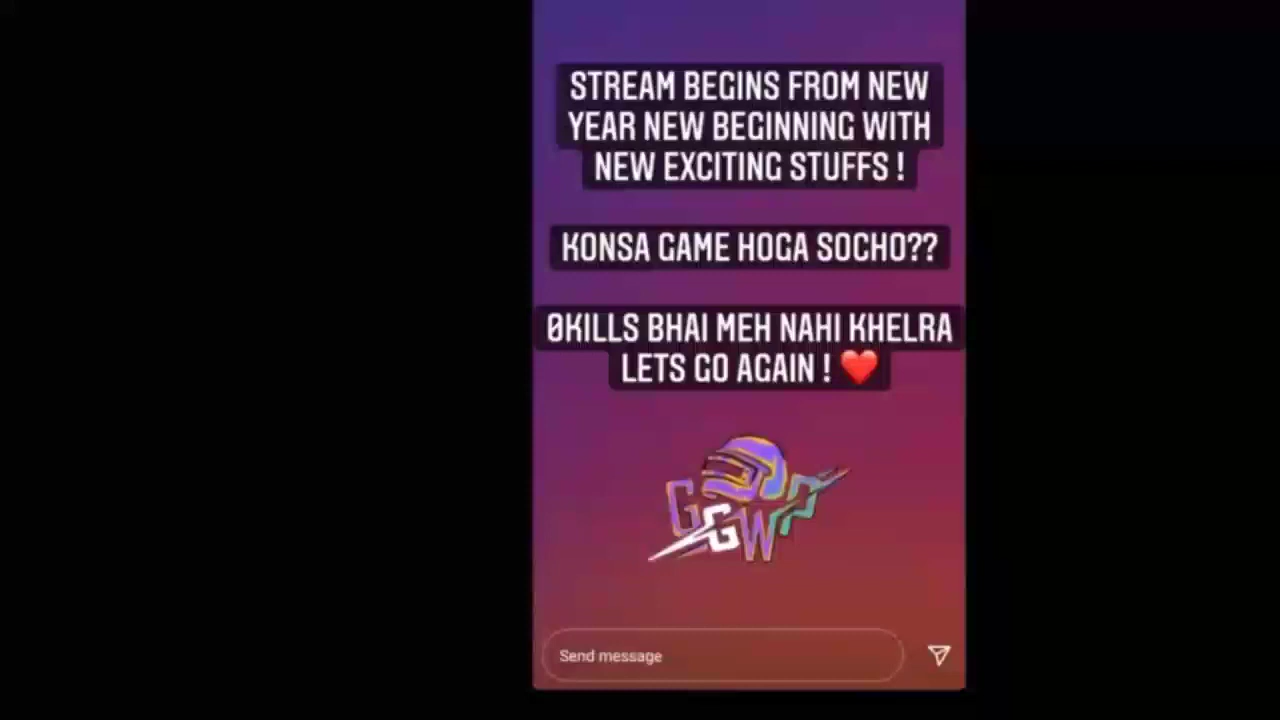 STREAM BEGINS FROM NEW
YEAR NEW BEGINNING WITH
NEW EXCITING STUFFS !
KONSA GAME HOGA SOCHO??
0KILLS BHAI MEH NAHI KHELRA
LETS GO AGAIN ! ❤️
GGWP
Send message